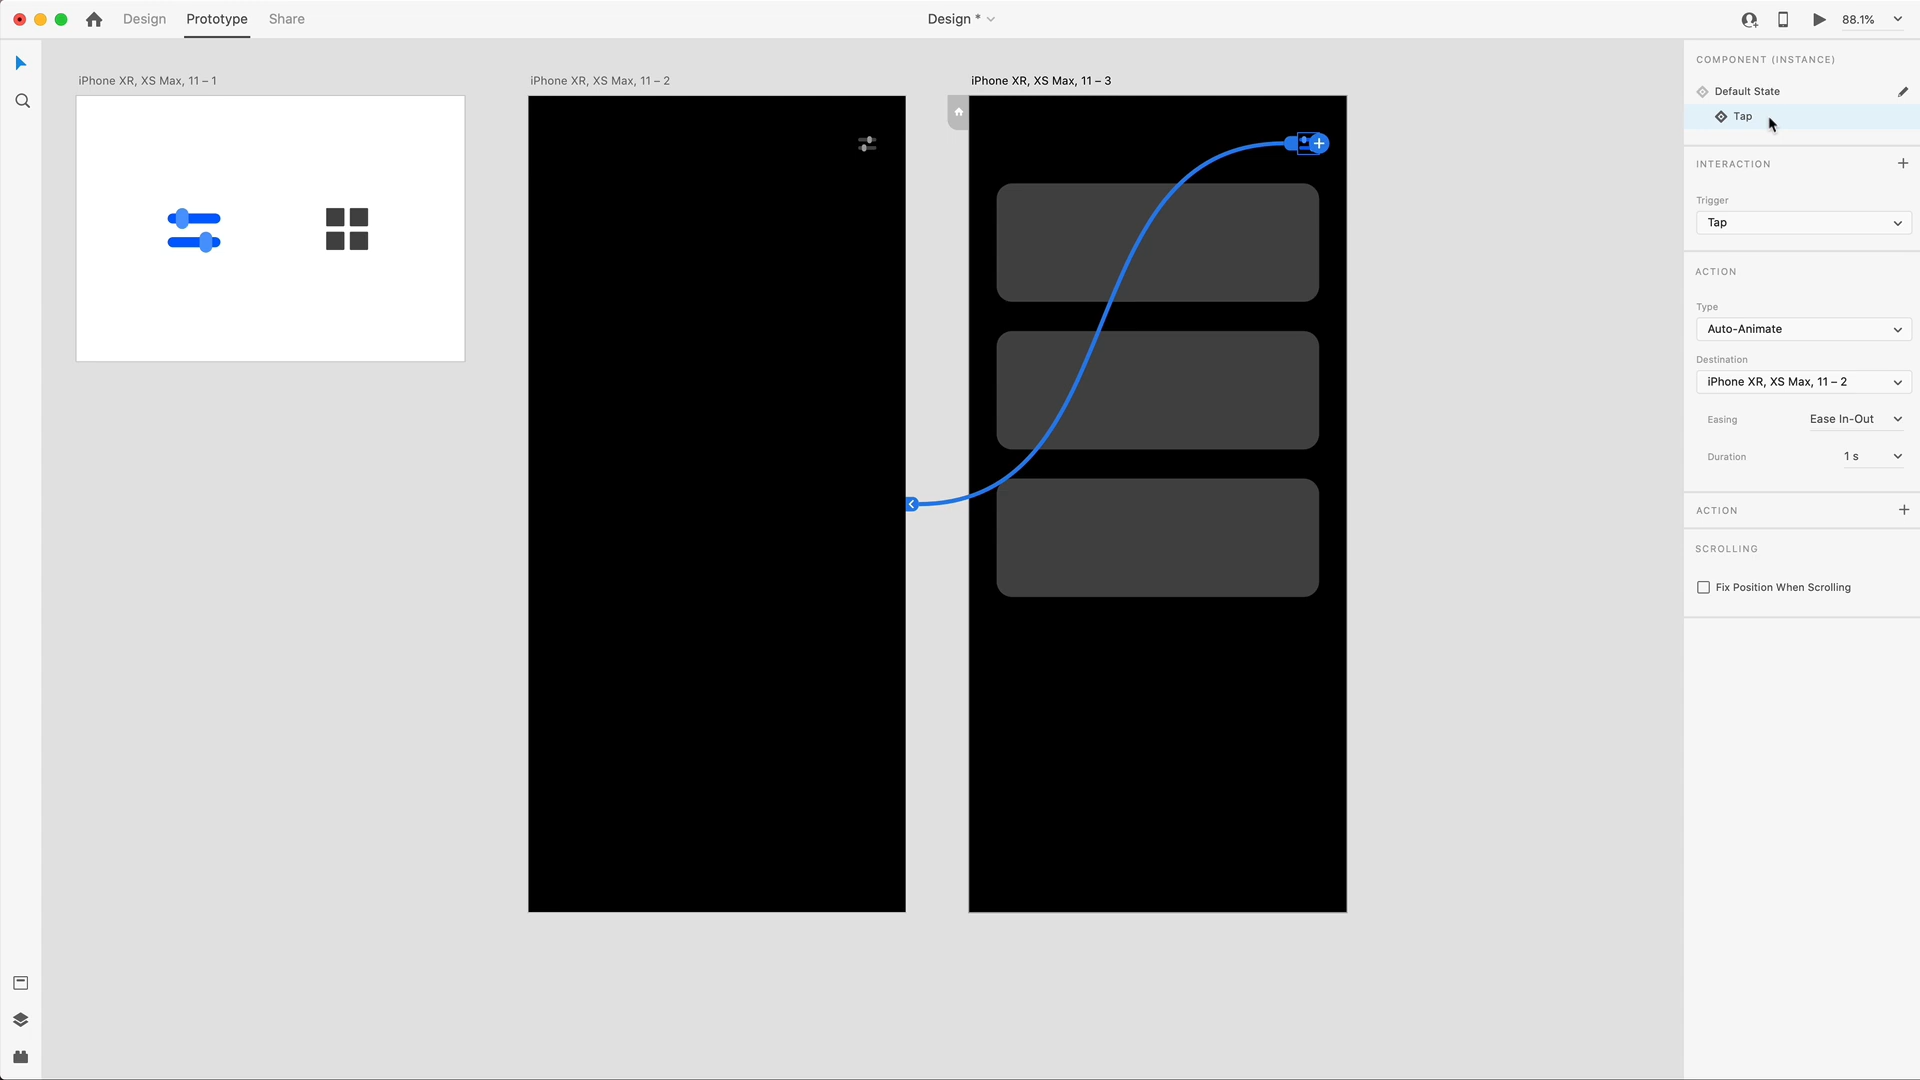 Design
Prototype
Share
Design *
88.1%
iPhone XR, XS Max, 11 – 1
iPhone XR, XS Max, 11 – 2
iPhone XR, XS Max, 11 – 3
COMPONENT (INSTANCE)
Default State
Tap
INTERACTION
Trigger
Tap
ACTION
Type
Auto-Animate
Destination
iPhone XR, XS Max, 11 – 2
Easing Ease In-Out
Duration 1 s
ACTION
SCROLLING
Fix Position When Scrolling